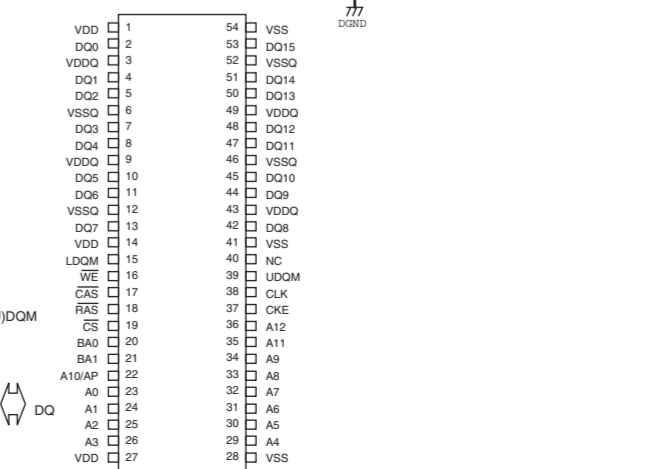 DGND
VDD 1 54 VSS
DQ0 2 53 DQ15
VDDQ 3 52 VSSQ
DQ1 4 51 DQ14
DQ2 5 50 DQ13
VSSQ 6 49 VDDQ
DQ3 7 48 DQ12
DQ4 8 47 DQ11
VDDQ 9 46 VSSQ
DQ5 10 45 DQ10
DQ6 11 44 DQ9
VSSQ 12 43 VDDQ
DQ7 13 42 DQ8
VDD 14 41 VSS
LDQM 15 40 NC
W̅E̅ 16 39 UDQM
C̅A̅S̅ 17 38 CLK
R̅A̅S̅ 18 37 CKE
)DQM
C̅S̅ 19 36 A12
BA0 20 35 A11
BA1 21 34 A9
A10/AP 22 33 A8
A0 23 32 A7
DQ
A1 24 31 A6
A2 25 30 A5
A3 26 29 A4
VDD 27 28 VSS